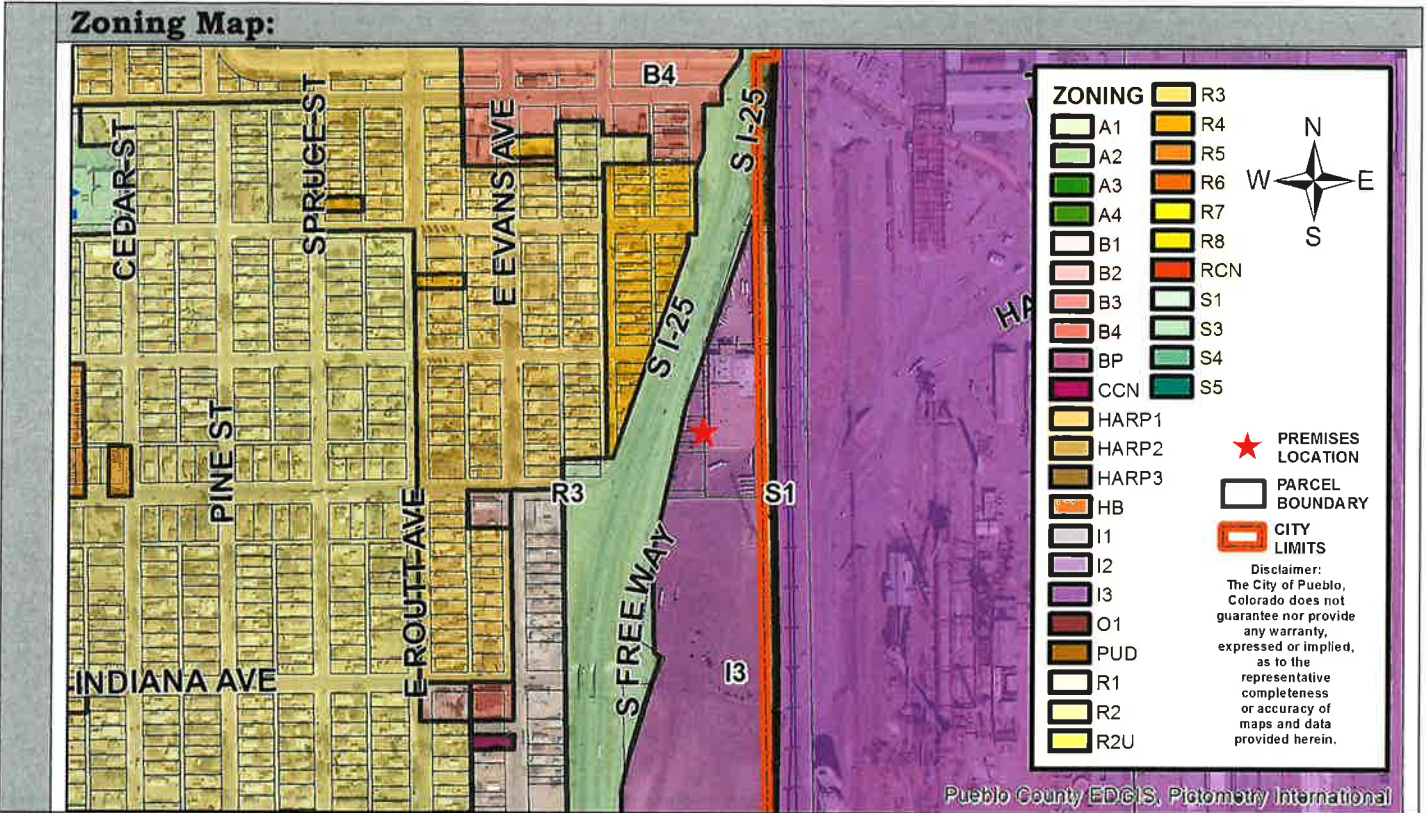 Zoning Map:
B4
S I-25
CEDAR ST
SPRUCE ST
E EVANS AVE
S I-25
PINE ST
E ROUTT AVE
R3
S1
S FREEWAY
INDIANA AVE
I3
HA
ZONING
A1
A2
A3
A4
B1
B2
B3
B4
BP
CCN
HARP1
HARP2
HARP3
HB
I1
I2
I3
O1
PUD
R1
R2
R2U
R3
R4
R5
R6
R7
R8
RCN
S1
S3
S4
S5
N
W
E
S
PREMISES
LOCATION
PARCEL
BOUNDARY
CITY
LIMITS
Disclaimer:
The City of Pueblo,
Colorado does not
guarantee nor provide
any warranty,
expressed or implied,
as to the
representative
completeness
or accuracy of
maps and data
provided herein.
Pueblo County EDGIS, Pictometry International